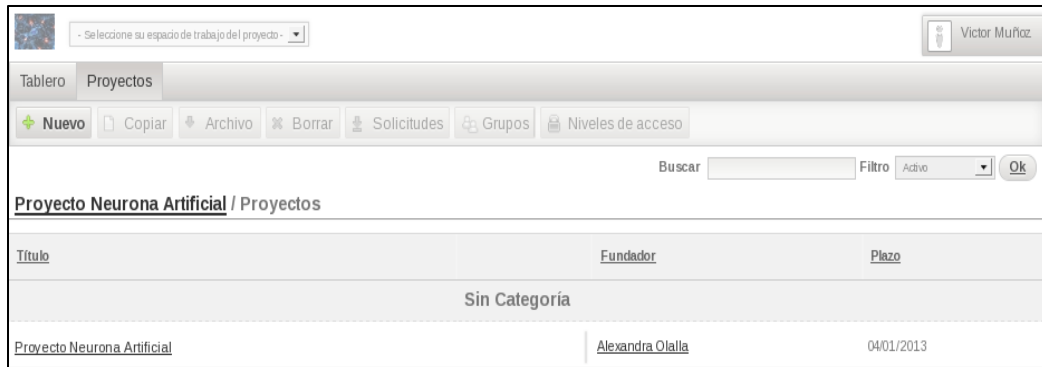 - Seleccione su espacio de trabajo del proyecto - Victor Muñoz
Tablero Proyectos
Nuevo Copiar Archivo Borrar Solicitudes Grupos Niveles de acceso
Buscar Filtro Activo Ok
Proyecto Neurona Artificial / Proyectos
Título Fundador Plazo
Sin Categoría
Proyecto Neurona Artificial Alexandra Olalla 04/01/2013